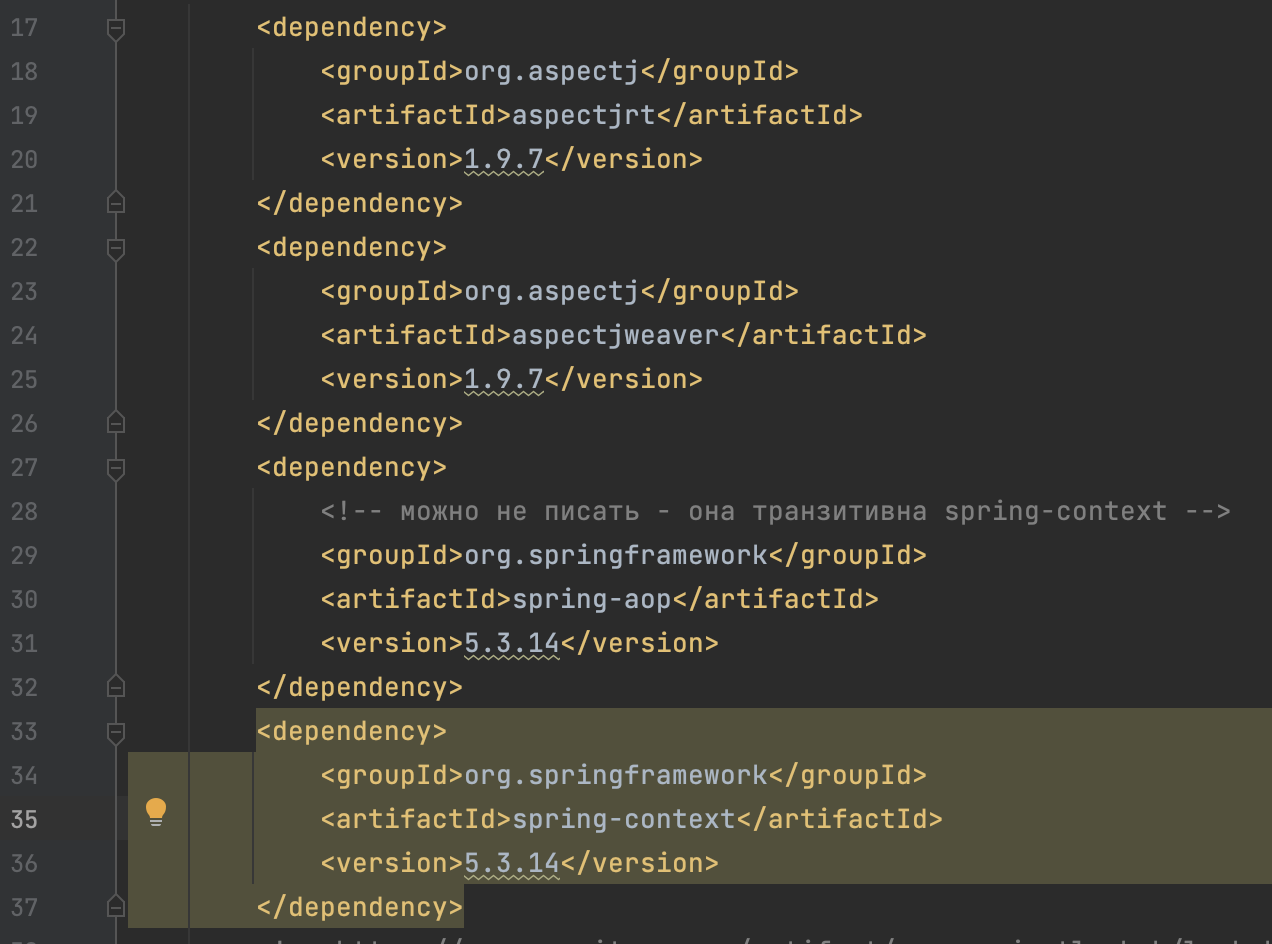 17 <dependency>
18 <groupId>org.aspectj</groupId>
19 <artifactId>aspectjrt</artifactId>
20 <version>1.9.7</version>
21 </dependency>
22 <dependency>
23 <groupId>org.aspectj</groupId>
24 <artifactId>aspectjweaver</artifactId>
25 <version>1.9.7</version>
26 </dependency>
27 <dependency>
28 <!-- можно не писать - она транзитивна spring-context -->
29 <groupId>org.springframework</groupId>
30 <artifactId>spring-aop</artifactId>
31 <version>5.3.14</version>
32 </dependency>
33 <dependency>
34 <groupId>org.springframework</groupId>
35 <artifactId>spring-context</artifactId>
36 <version>5.3.14</version>
37 </dependency>